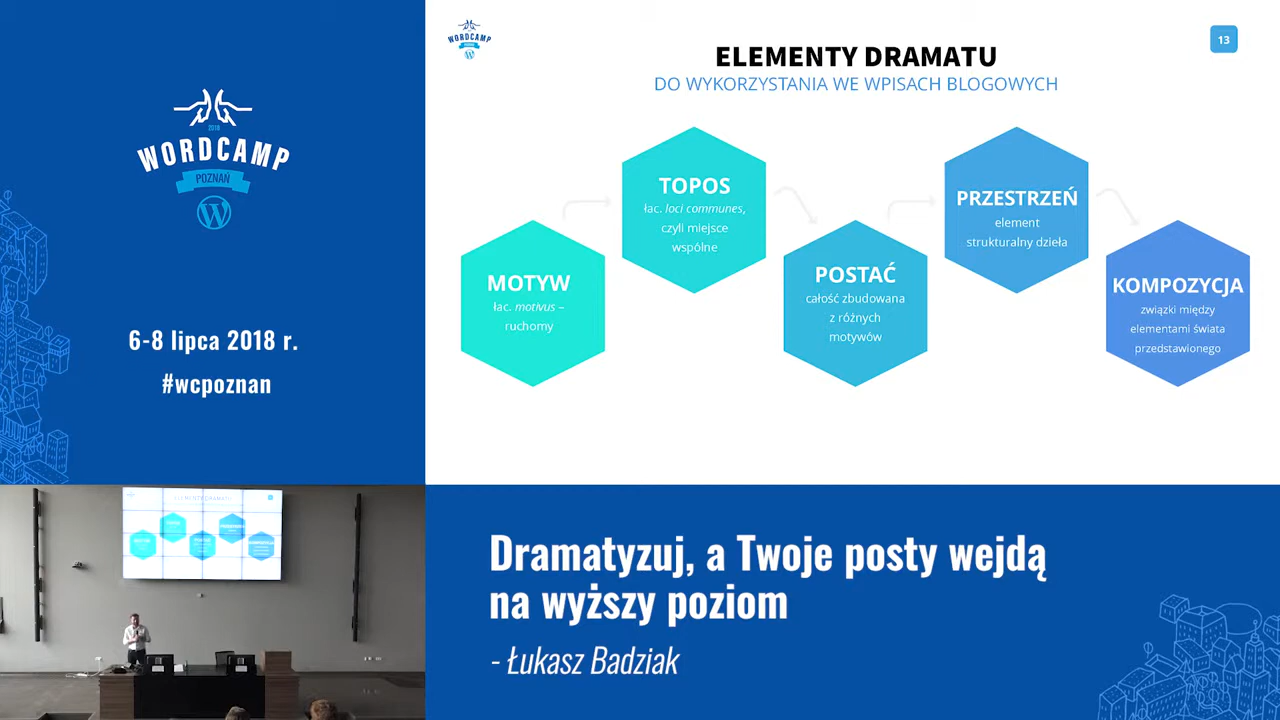 2018
WORDCAMP
POZNAŃ
6-8 lipca 2018 r.
#wcpoznan
WORDCAMP
13
ELEMENTY DRAMATU
DO WYKORZYSTANIA WE WPISACH BLOGOWYCH
MOTYW
łac. motivus –
ruchomy
TOPOS
łac. loci communes,
czyli miejsce
wspólne
POSTAĆ
całość zbudowana
z różnych
motywów
PRZESTRZEŃ
element
strukturalny dzieła
KOMPOZYCJA
związki między
elementami świata
przedstawionego
ELEMENTY DRAMATU
Dramatyzuj, a Twoje posty wejdą
na wyższy poziom
- Łukasz Badziak